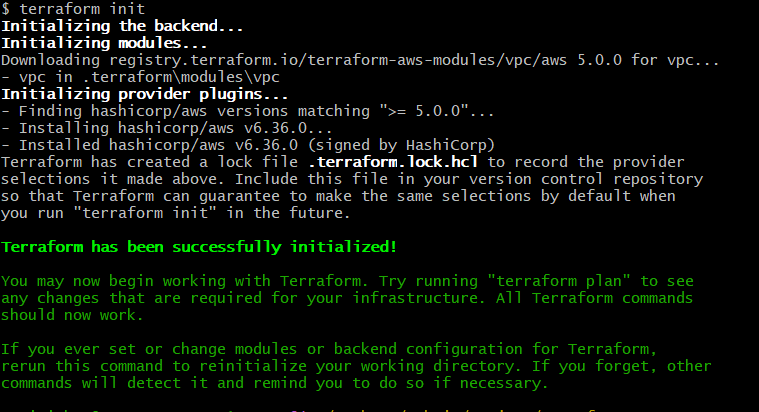 $ terraform init
Initializing the backend...
Initializing modules...
Downloading registry.terraform.io/terraform-aws-modules/vpc/aws 5.0.0 for vpc...
- vpc in .terraform\modules\vpc
Initializing provider plugins...
- Finding hashicorp/aws versions matching ">= 5.0.0"...
- Installing hashicorp/aws v6.36.0...
- Installed hashicorp/aws v6.36.0 (signed by HashiCorp)
Terraform has created a lock file .terraform.lock.hcl to record the provider
selections it made above. Include this file in your version control repository
so that Terraform can guarantee to make the same selections by default when
you run "terraform init" in the future.
Terraform has been successfully initialized!
You may now begin working with Terraform. Try running "terraform plan" to see
any changes that are required for your infrastructure. All Terraform commands
should now work.
If you ever set or change modules or backend configuration for Terraform,
rerun this command to reinitialize your working directory. If you forget, other
commands will detect it and remind you to do so if necessary.